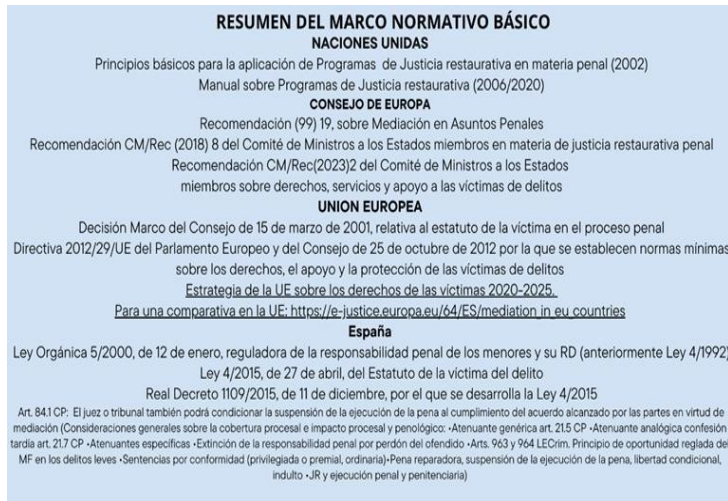 RESUMEN DEL MARCO NORMATIVO BÁSICO
NACIONES UNIDAS
Principios básicos para la aplicación de Programas de Justicia restaurativa en materia penal (2002)
Manual sobre Programas de Justicia restaurativa (2006/2020)
CONSEJO DE EUROPA
Recomendación (99) 19, sobre Mediación en Asuntos Penales
Recomendación CM/Rec (2018) 8 del Comité de Ministros a los Estados miembros en materia de justicia restaurativa penal
Recomendación CM/Rec(2023)2 del Comité de Ministros a los Estados
miembros sobre derechos, servicios y apoyo a las víctimas de delitos
UNION EUROPEA
Decisión Marco del Consejo de 15 de marzo de 2001, relativa al estatuto de la víctima en el proceso penal
Directiva 2012/29/UE del Parlamento Europeo y del Consejo de 25 de octubre de 2012 por la que se establecen normas mínimas
sobre los derechos, el apoyo y la protección de las víctimas de delitos
Estrategia de la UE sobre los derechos de las víctimas 2020-2025.
Para una comparativa en la UE: https://e-justice.europa.eu/64/ES/mediation_in_eu_countries
España
Ley Orgánica 5/2000, de 12 de enero, reguladora de la responsabilidad penal de los menores y su RD (anteriormente Ley 4/1992)
Ley 4/2015, de 27 de abril, del Estatuto de la víctima del delito
Real Decreto 1109/2015, de 11 de diciembre, por el que se desarrolla la Ley 4/2015
Art. 84.1 CP: El juez o tribunal también podrá condicionar la suspensión de la ejecución de la pena al cumplimiento del acuerdo alcanzado por las partes en virtud de
mediación (Consideraciones generales sobre la cobertura procesal e impacto procesal y penológico: •Atenuante genérica art. 21.5 CP •Atenuante analógica confesión
tardía art. 21.7 CP •Atenuantes específicas •Extinción de la responsabilidad penal por perdón del ofendido •Arts. 963 y 964 LECrim. Principio de oportunidad reglada del
MF en los delitos leves •Sentencias por conformidad (privilegiada o premial, ordinaria)•Pena reparadora, suspensión de la ejecución de la pena, libertad condicional,
indulto •JR y ejecución penal y penitenciaria)